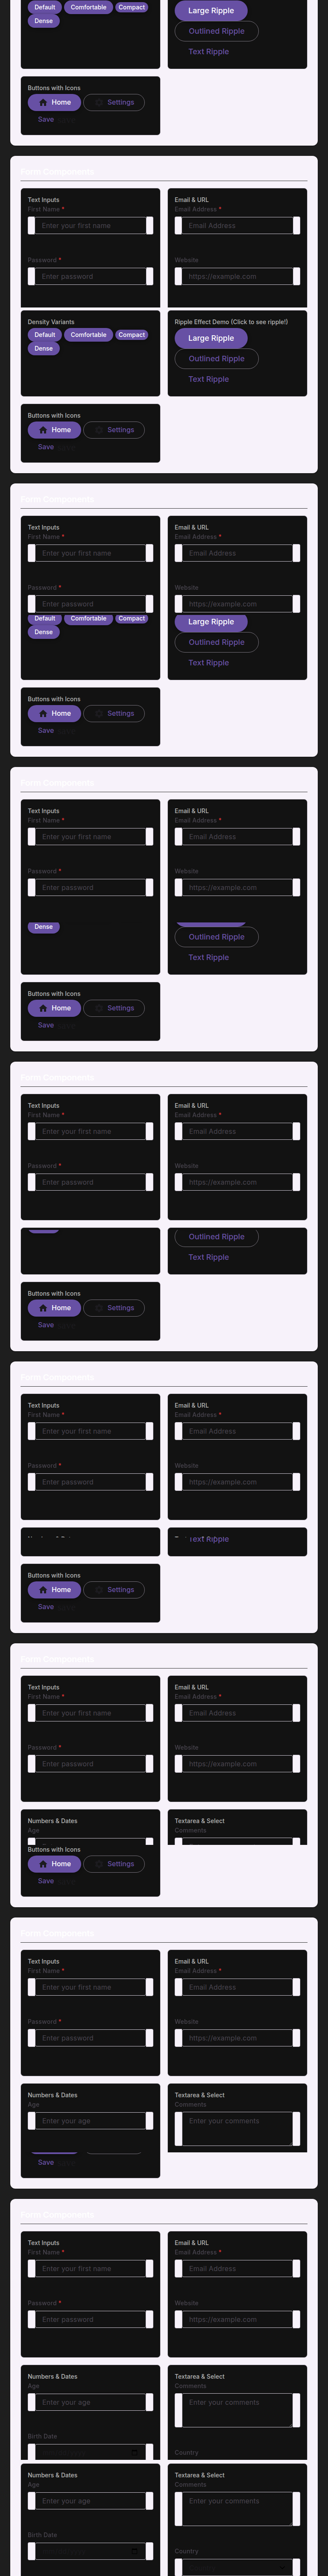 Default Comfortable Compact
Dense
Large Ripple
Outlined Ripple
Text Ripple
Buttons with Icons
Home Settings
Save
Form Components
Text Inputs
First Name *
Enter your first name
Password *
Enter password
Email & URL
Email Address *
Email Address
Website
https://example.com
Density Variants
Default Comfortable Compact
Dense
Ripple Effect Demo (Click to see ripple!)
Large Ripple
Outlined Ripple
Text Ripple
Buttons with Icons
Home Settings
Save
Form Components
Text Inputs
First Name *
Enter your first name
Password *
Enter password
Email & URL
Email Address *
Email Address
Website
https://example.com
Default Comfortable Compact
Dense
Large Ripple
Outlined Ripple
Text Ripple
Buttons with Icons
Home Settings
Save
Form Components
Text Inputs
First Name *
Enter your first name
Password *
Enter password
Email & URL
Email Address *
Email Address
Website
https://example.com
Dense
Outlined Ripple
Text Ripple
Buttons with Icons
Home Settings
Save
Form Components
Text Inputs
First Name *
Enter your first name
Password *
Enter password
Email & URL
Email Address *
Email Address
Website
https://example.com
Outlined Ripple
Text Ripple
Buttons with Icons
Home Settings
Save
Form Components
Text Inputs
First Name *
Enter your first name
Password *
Enter password
Email & URL
Email Address *
Email Address
Website
https://example.com
Text Ripple
Buttons with Icons
Home Settings
Save
Form Components
Text Inputs
First Name *
Enter your first name
Password *
Enter password
Email & URL
Email Address *
Email Address
Website
https://example.com
Numbers & Dates
Age
Textarea & Select
Comments
Buttons with Icons
Home Settings
Save
Form Components
Text Inputs
First Name *
Enter your first name
Password *
Enter password
Email & URL
Email Address *
Email Address
Website
https://example.com
Numbers & Dates
Age
Enter your age
Textarea & Select
Comments
Enter your comments
Save
Form Components
Text Inputs
First Name *
Enter your first name
Password *
Enter password
Email & URL
Email Address *
Email Address
Website
https://example.com
Numbers & Dates
Age
Enter your age
Birth Date
Textarea & Select
Comments
Enter your comments
Country
Numbers & Dates
Age
Enter your age
Birth Date
Textarea & Select
Comments
Enter your comments
Country